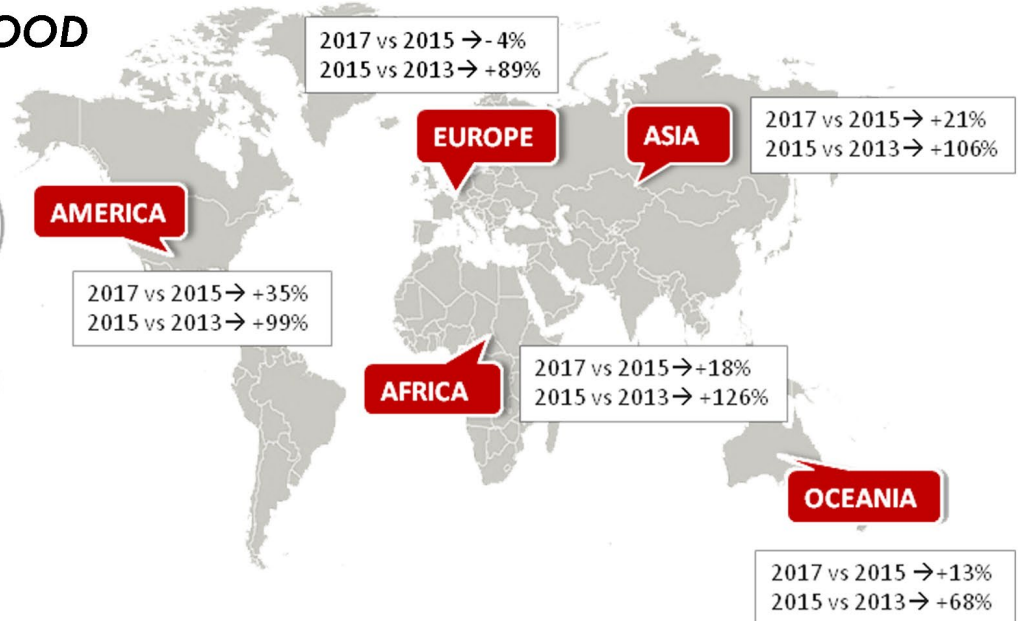 OOD
2017 vs 2015 →- 4%
2015 vs 2013→ +89%
EUROPE
ASIA
2017 vs 2015→ +21%
2015 vs 2013→ +106%
AMERICA
2017 vs 2015→ +35%
2015 vs 2013→ +99%
AFRICA
2017 vs 2015→+18%
2015 vs 2013→ +126%
OCEANIA
2017 vs 2015 →+13%
2015 vs 2013→ +68%